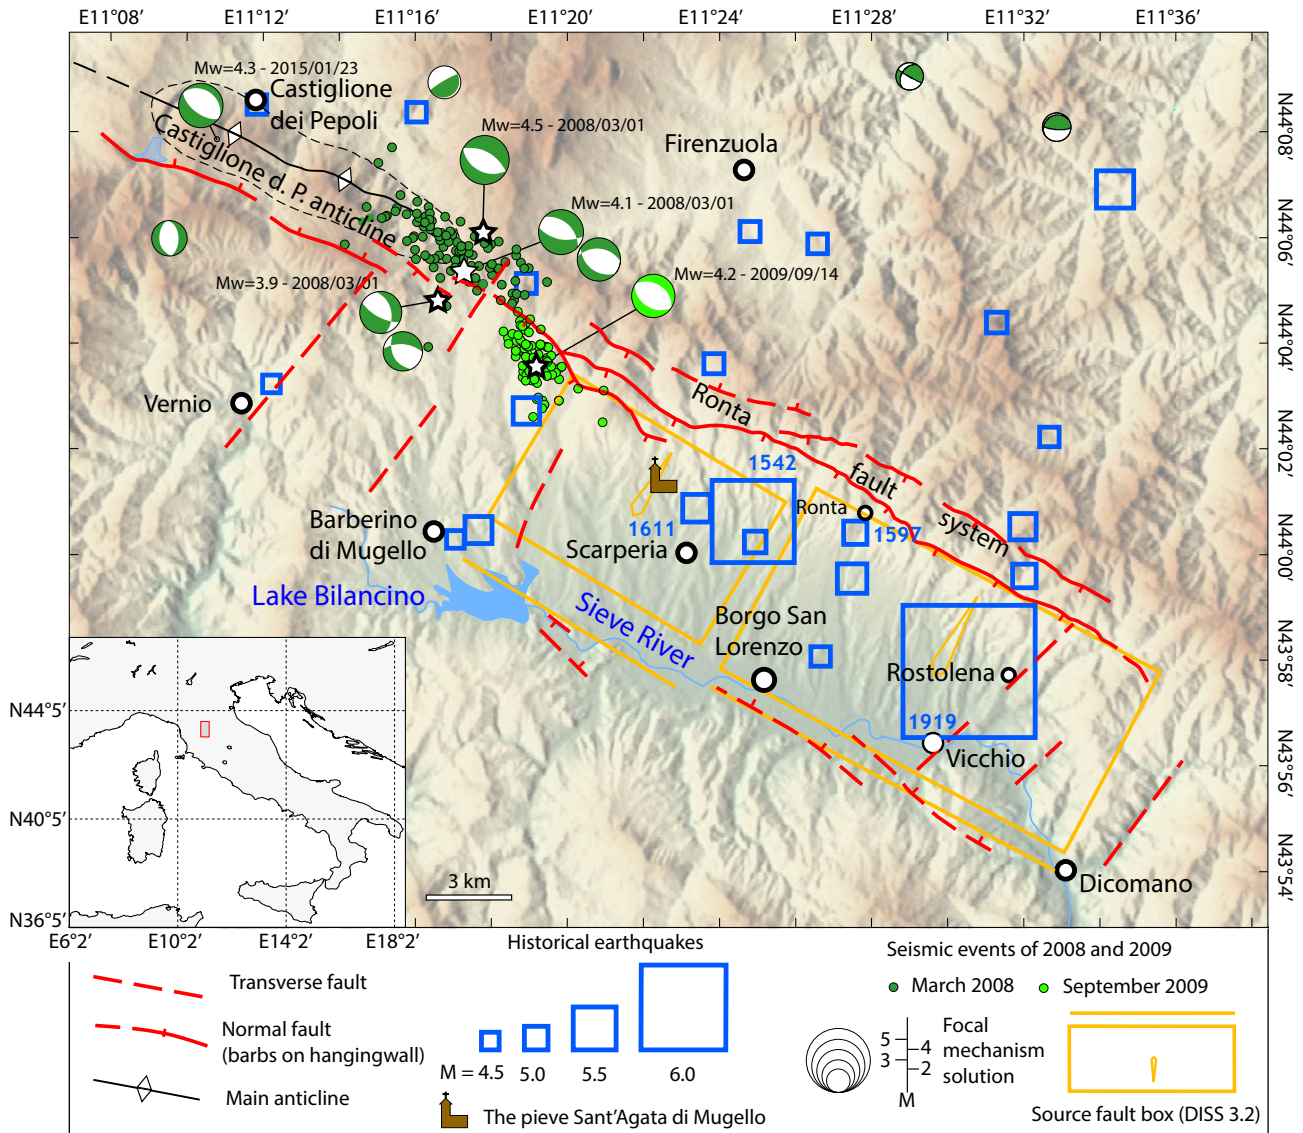 E11°08′ E11°12′ E11°16′ E11°20′ E11°24′ E11°28′ E11°32′ E11°36′
Mw=4.3 - 2015/01/23
Castiglione
dei Pepoli
Castiglione d. P. anticline
Mw=4.5 - 2008/03/01
Firenzuola
Mw=4.1 - 2008/03/01
Mw=4.2 - 2009/09/14
Mw=3.9 - 2008/03/01
Vernio
Ronta fault system
1542
1611
Ronta
1597
Barberino
di Mugello
Scarperia
Lake Bilancino
Sieve River
Borgo San
Lorenzo
Rostolena
1919
Vicchio
Dicomano
3 km
N44°08′
N44°06′
N44°04′
N44°02′
N44°00′
N43°58′
N43°56′
N43°54′
N44°5′
N40°5′
N36°5′
E6°2′ E10°2′ E14°2′ E18°2′
Transverse fault
Normal fault
(barbs on hangingwall)
Main anticline
Historical earthquakes
M = 4.5 5.0 5.5 6.0
The pieve Sant'Agata di Mugello
Seismic events of 2008 and 2009
March 2008 September 2009
5
4
3
2
M
Focal
mechanism
solution
Source fault box (DISS 3.2)